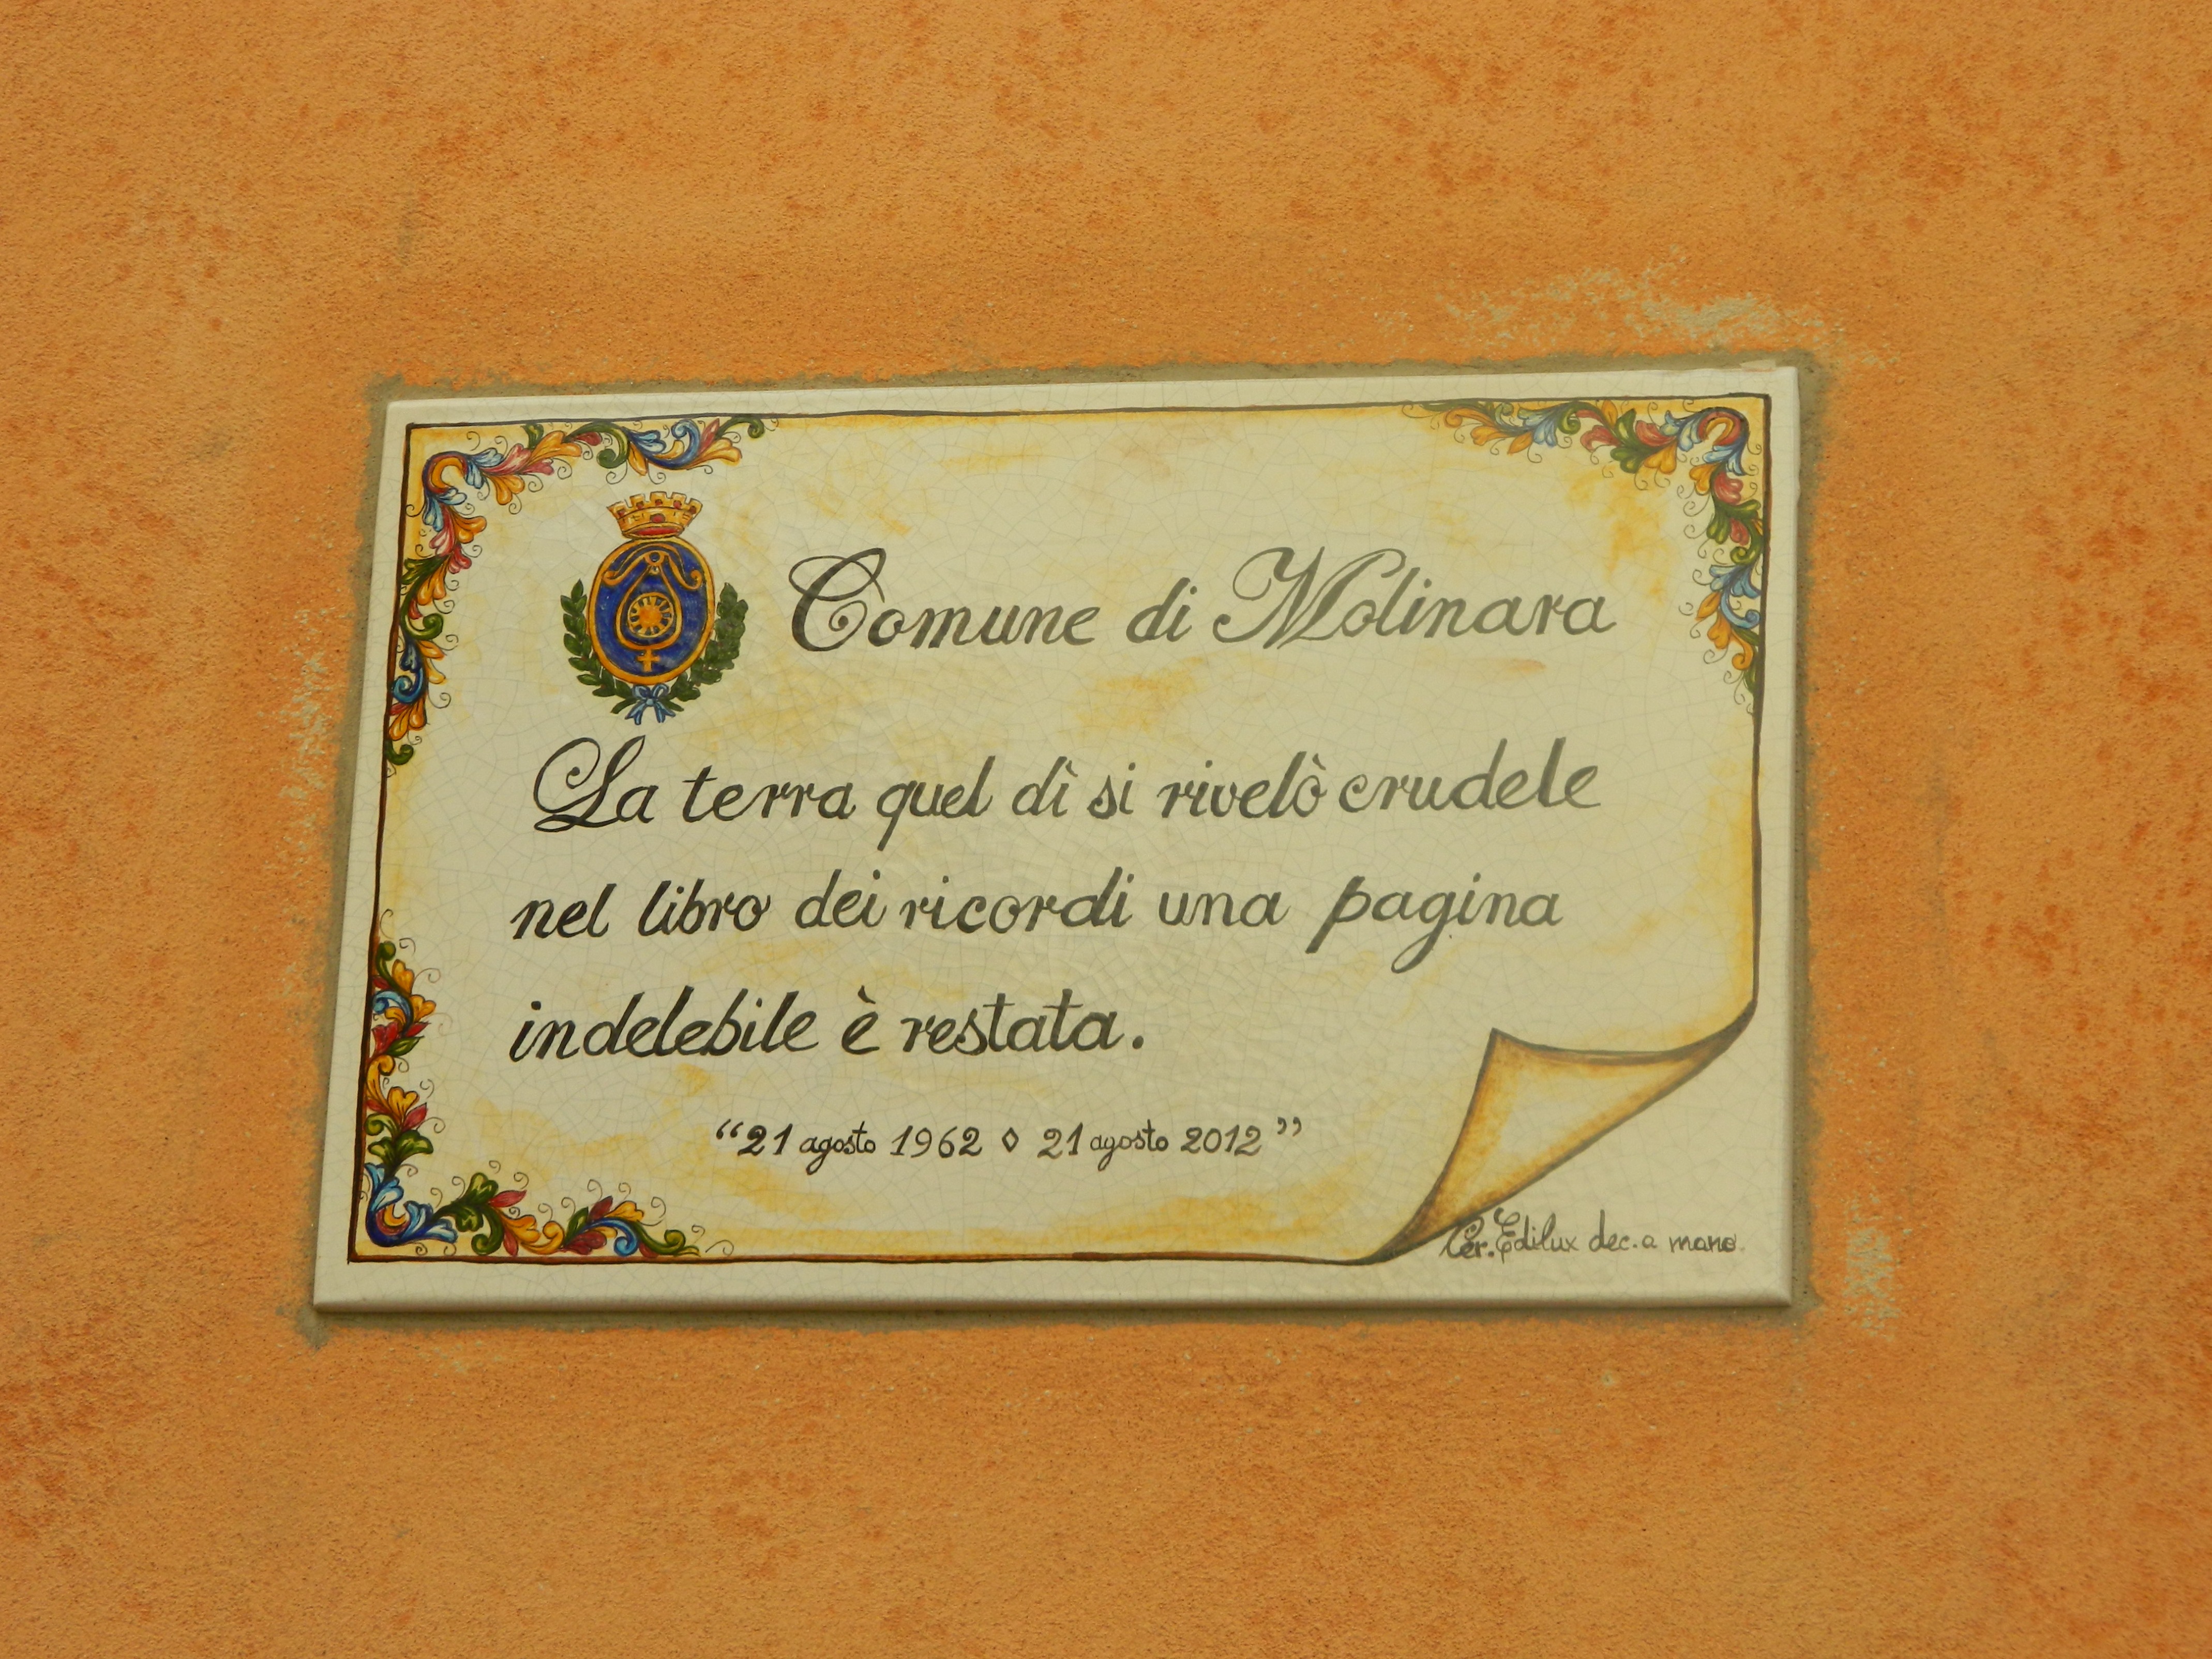 Comune di Molinara
La terra quel dì si rivelò crudele
nel libro dei ricordi una pagina
indelebile è restata.
“21 agosto 1962 ◊ 21 agosto 2012”
Cer. Edilux dec. a mano